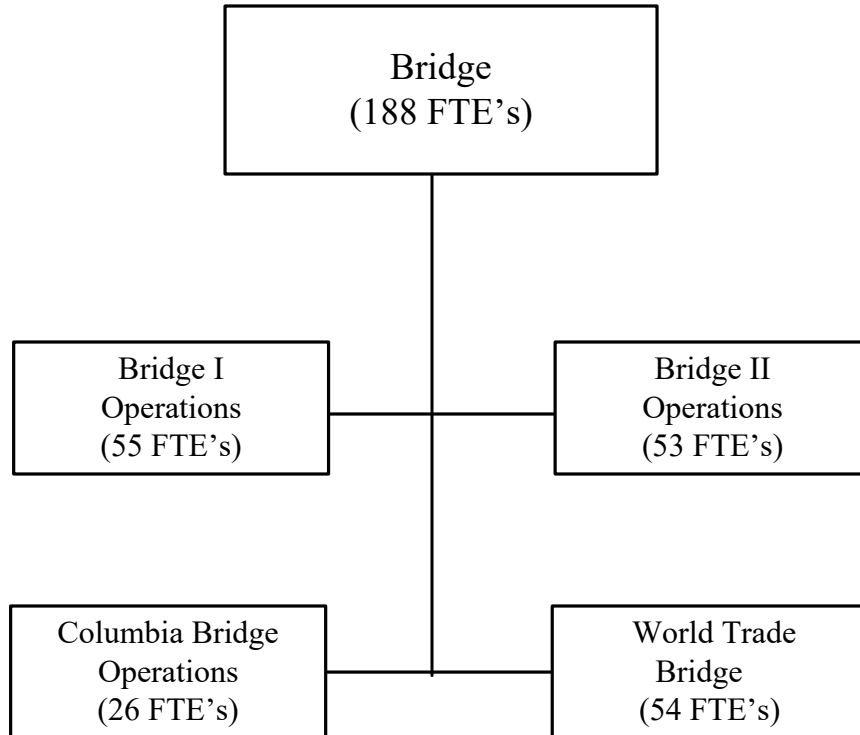 Bridge
(188 FTE’s)
Bridge I
Operations
(55 FTE’s)
Bridge II
Operations
(53 FTE’s)
Columbia Bridge
Operations
(26 FTE’s)
World Trade
Bridge
(54 FTE’s)